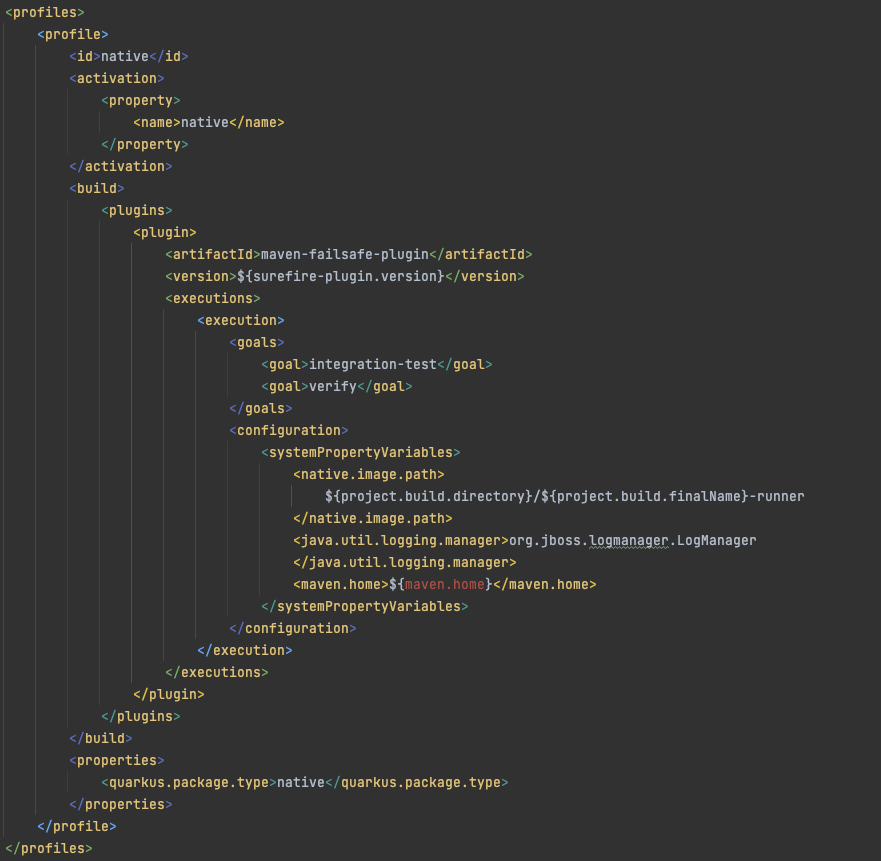 <profiles>
<profile>
<id>native</id>
<activation>
<property>
<name>native</name>
</property>
</activation>
<build>
<plugins>
<plugin>
<artifactId>maven-failsafe-plugin</artifactId>
<version>${surefire-plugin.version}</version>
<executions>
<execution>
<goals>
<goal>integration-test</goal>
<goal>verify</goal>
</goals>
<configuration>
<systemPropertyVariables>
<native.image.path>
${project.build.directory}/${project.build.finalName}-runner
</native.image.path>
<java.util.logging.manager>org.jboss.logmanager.LogManager
</java.util.logging.manager>
<maven.home>${maven.home}</maven.home>
</systemPropertyVariables>
</configuration>
</execution>
</executions>
</plugin>
</plugins>
</build>
<properties>
<quarkus.package.type>native</quarkus.package.type>
</properties>
</profile>
</profiles>